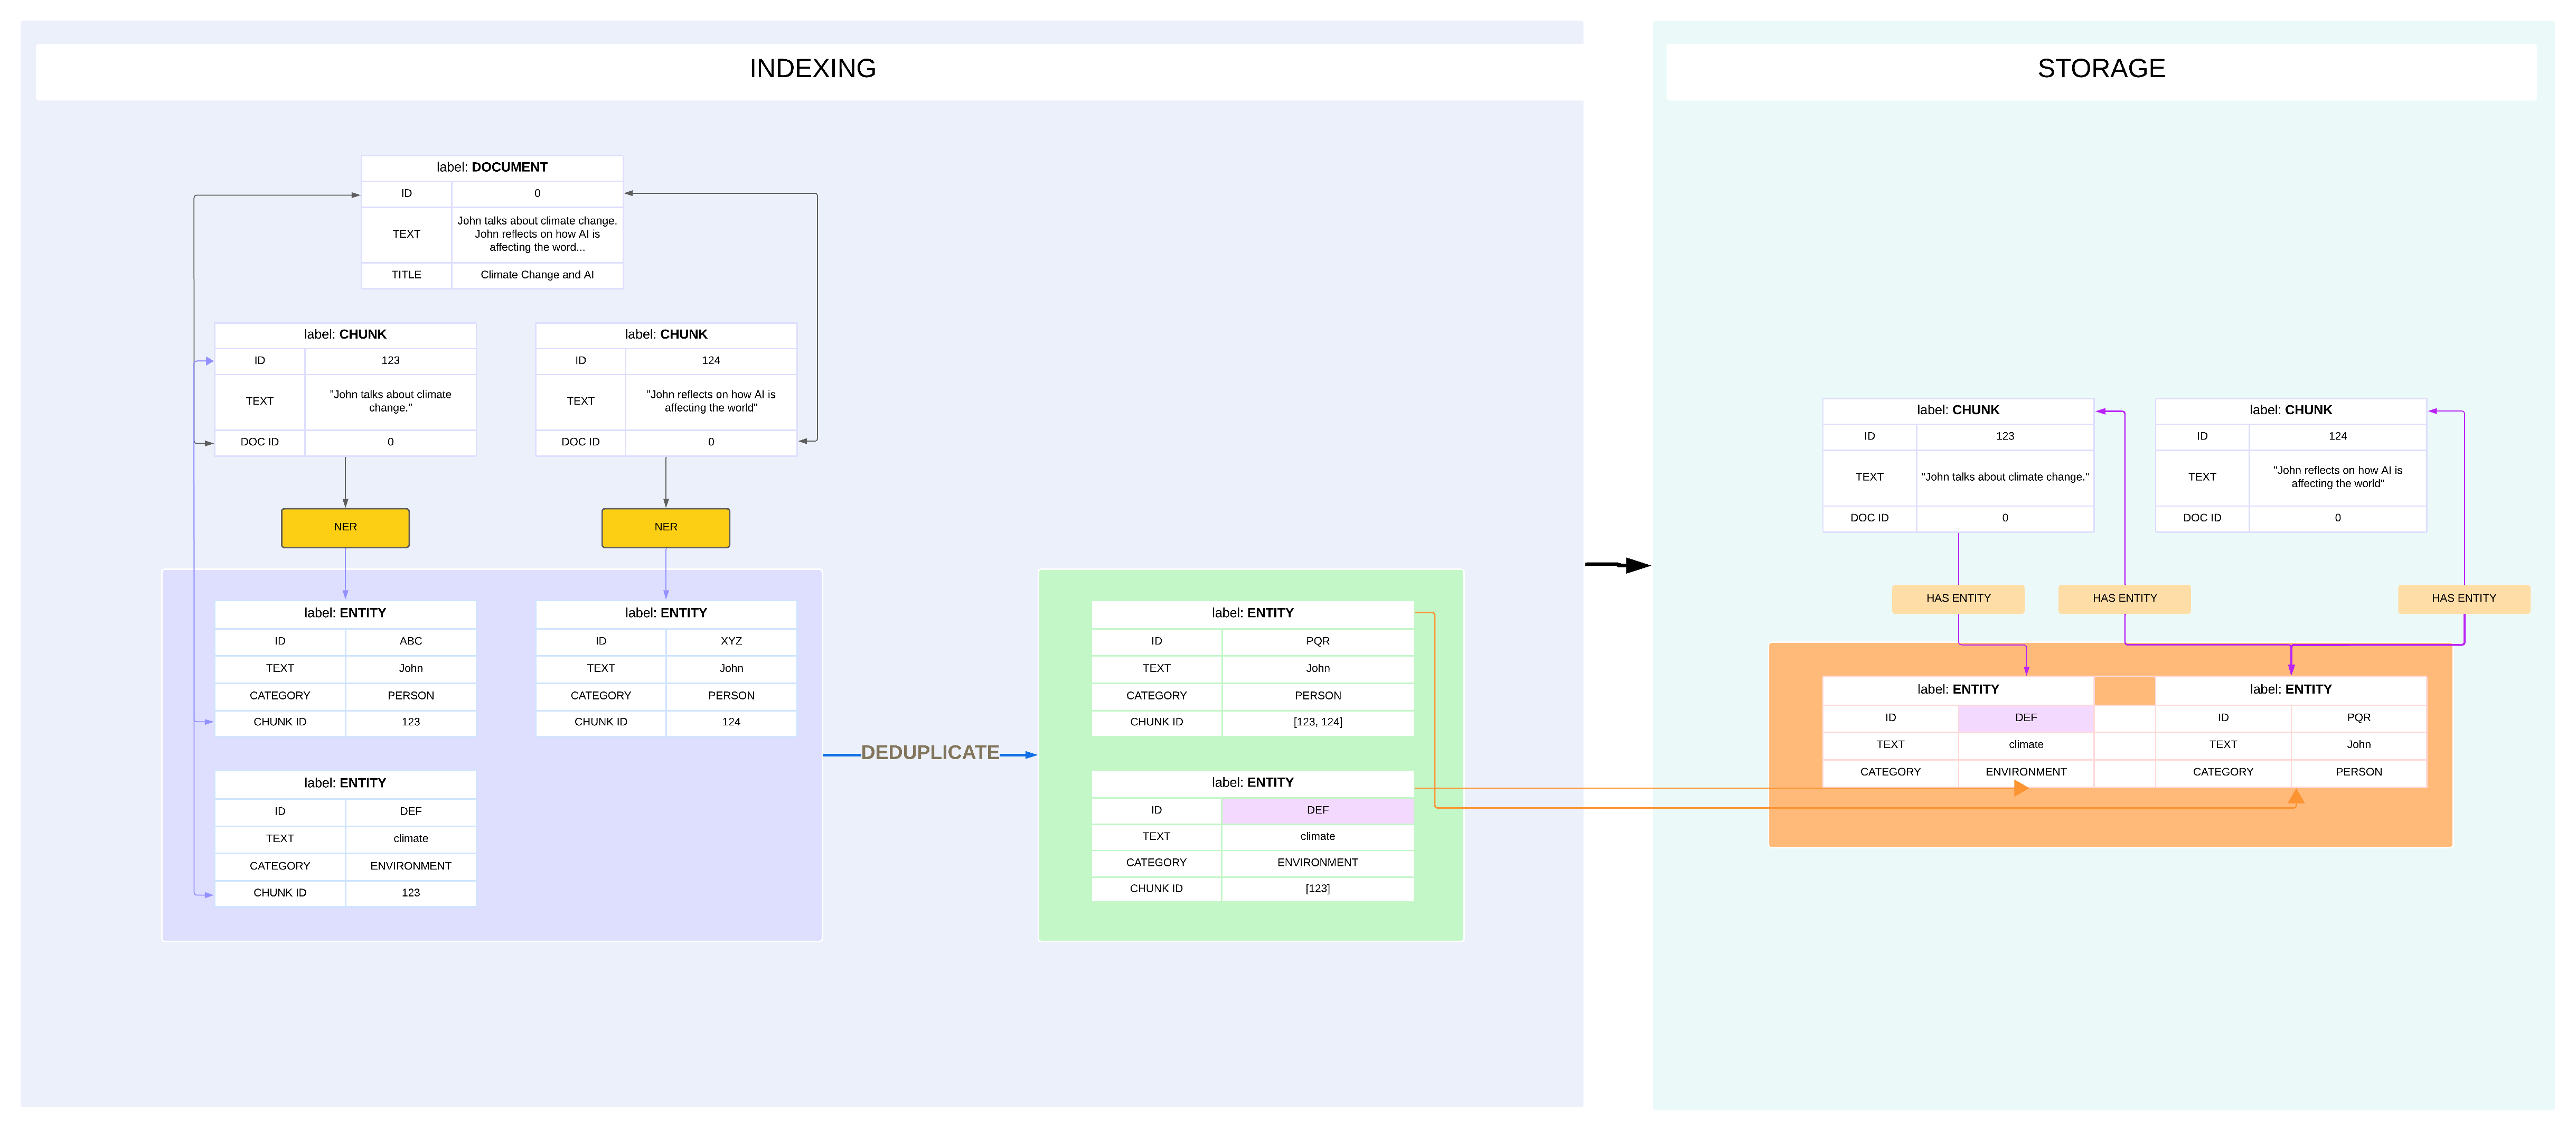 INDEXING
label: DOCUMENT
ID 0
TEXT
John talks about climate change.
John reflects on how AI is
affecting the word...
TITLE Climate Change and AI
label: CHUNK
ID 123
TEXT
"John talks about climate
change."
DOC ID 0
label: CHUNK
ID 124
TEXT
"John reflects on how AI is
affecting the world"
DOC ID 0
NER
NER
label: ENTITY
ID ABC
TEXT John
CATEGORY PERSON
CHUNK ID 123
label: ENTITY
ID XYZ
TEXT John
CATEGORY PERSON
CHUNK ID 124
label: ENTITY
ID DEF
TEXT climate
CATEGORY ENVIRONMENT
CHUNK ID 123
DEDUPLICATE
label: ENTITY
ID PQR
TEXT John
CATEGORY PERSON
CHUNK ID [123, 124]
label: ENTITY
ID DEF
TEXT climate
CATEGORY ENVIRONMENT
CHUNK ID [123]
STORAGE
label: CHUNK
ID 123
TEXT "John talks about climate change."
DOC ID 0
label: CHUNK
ID 124
TEXT
"John reflects on how AI is
affecting the world"
DOC ID 0
HAS ENTITY
HAS ENTITY
HAS ENTITY
label: ENTITY
ID DEF
TEXT climate
CATEGORY ENVIRONMENT
label: ENTITY
ID PQR
TEXT John
CATEGORY PERSON